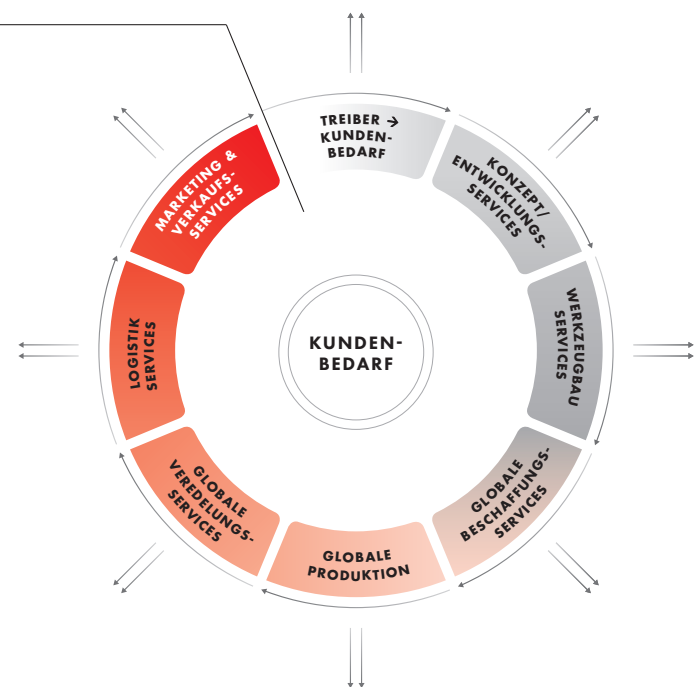 TREIBER →
KUNDEN-
BEDARF
KONZEPT/
ENTWICKLUNGS-
SERVICES
WERKZEUGBAU
SERVICES
GLOBALE
BESCHAFFUNGS-
SERVICES
GLOBALE
PRODUKTION
GLOBALE
VEREDELUNGS-
SERVICES
LOGISTIK
SERVICES
MARKETING &
VERKAUFS-
SERVICES
KUNDEN-
BEDARF